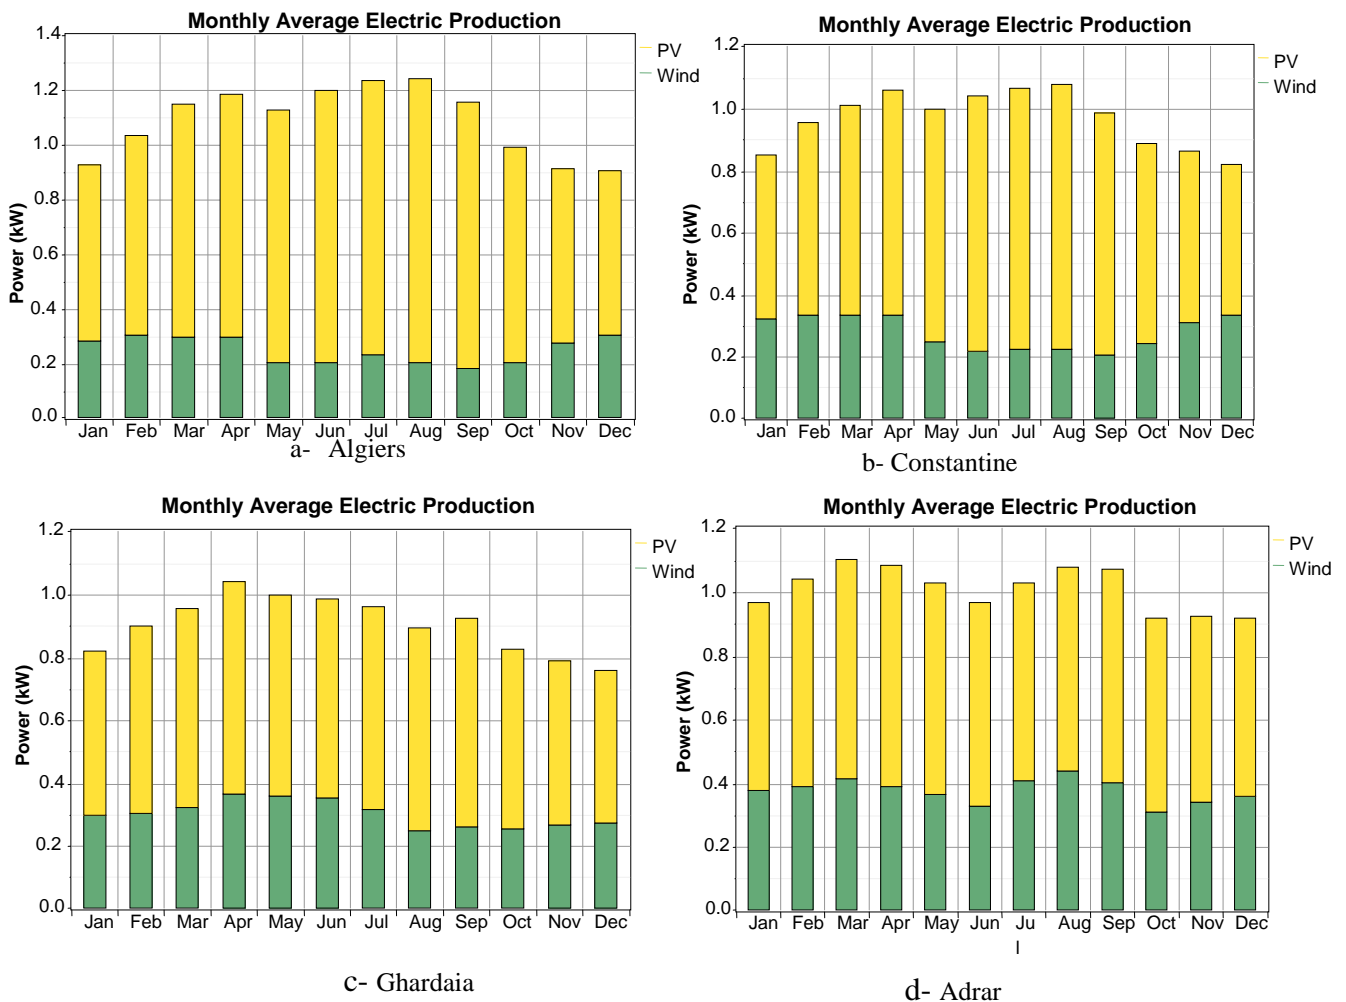 Monthly Average Electric Production
PV
Wind
Power (kW)
1.4
1.2
1.0
0.8
0.6
0.4
0.2
0.0
Jan Feb Mar Apr May Jun Jul Aug Sep Oct Nov Dec
a- Algiers
Monthly Average Electric Production
PV
Wind
Power (kW)
1.2
1.0
0.8
0.6
0.4
0.2
0.0
Jan Feb Mar Apr May Jun Jul Aug Sep Oct Nov Dec
b- Constantine
Monthly Average Electric Production
PV
Wind
Power (kW)
1.2
1.0
0.8
0.6
0.4
0.2
0.0
Jan Feb Mar Apr May Jun Jul Aug Sep Oct Nov Dec
c- Ghardaia
Monthly Average Electric Production
PV
Wind
Power (kW)
1.2
1.0
0.8
0.6
0.4
0.2
0.0
Jan Feb Mar Apr May Jun Ju Aug Sep Oct Nov Dec
l
d- Adrar